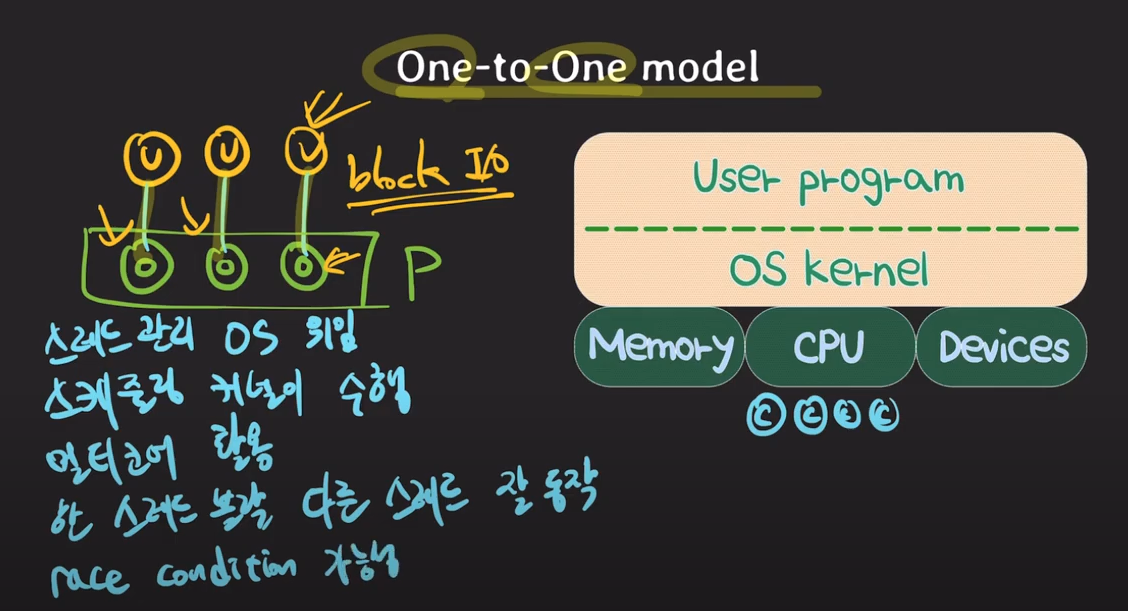 One-to-One model
U U U
block I/O
O O O P
스레드 관리 OS 위임
스케줄링 커널이 수행
멀티코어 활용
한 스레드 블락 다른 스레드 잘 동작
race condition 가능성
User program
OS kernel
Memory CPU Devices
C C C C